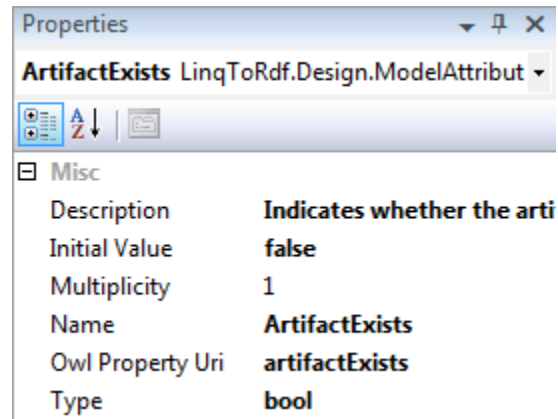 Properties
ArtifactExists LinqToRdf.Design.ModelAttribut
A
Z
Misc
Description Indicates whether the arti
Initial Value false
Multiplicity 1
Name ArtifactExists
Owl Property Uri artifactExists
Type bool